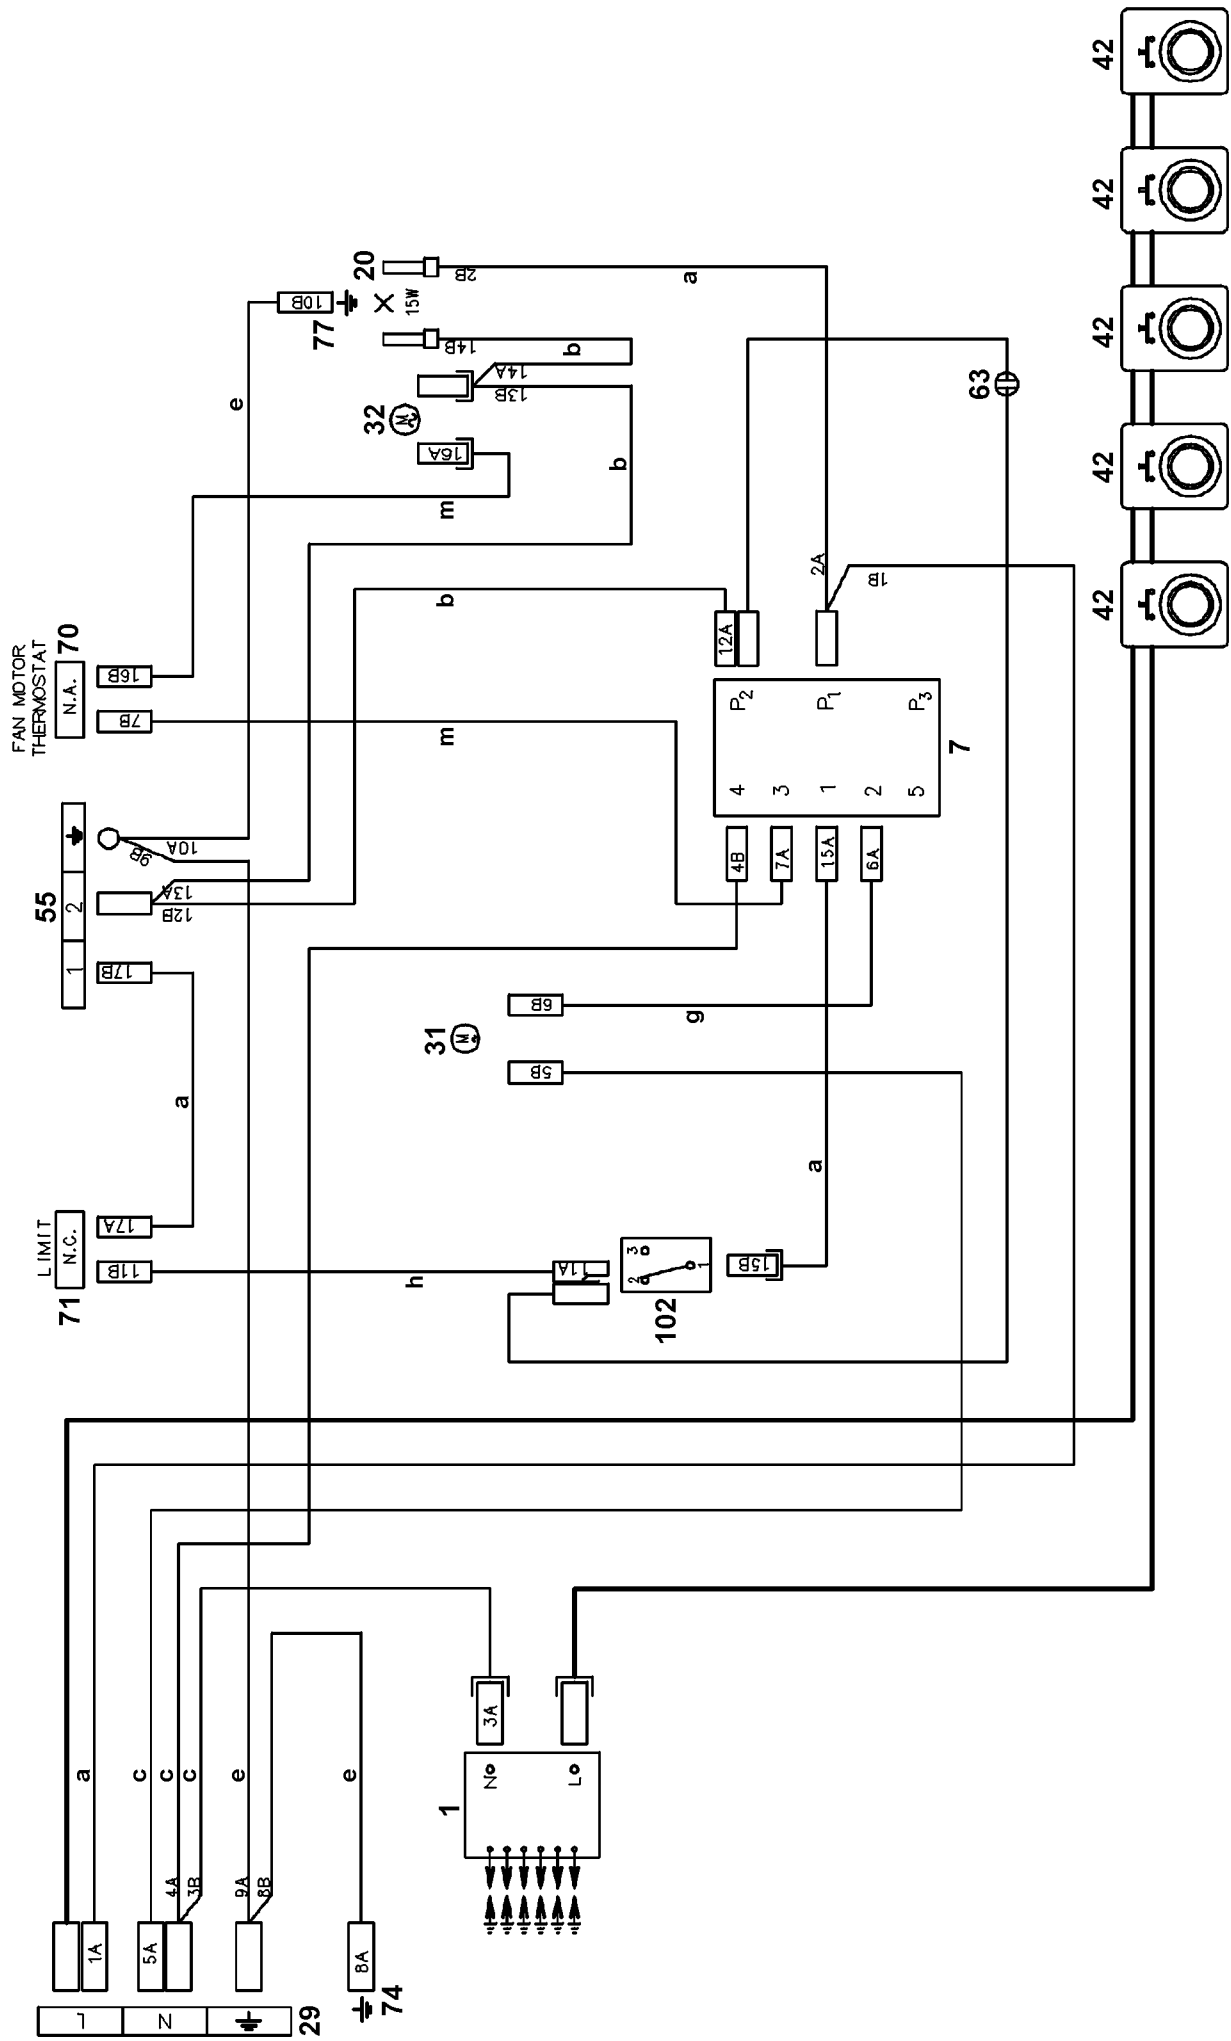 42
42
42
42
42
20
2B
a
15W
10B
77
14B
b
14A
13B
32
M
16A
e
b
m
63
2A
1B
FAN MOTOR
THERMOSTAT
70
N.A.
16B
7B
m
b
12A
P2
P1
P3
4
3
1
2
5
7
55
1
2
9B
10A
13A
12B
17B
4B
7A
15A
6A
31
M
6B
5B
g
a
a
LIMIT
N.C.
71
17A
11B
h
11A
3
2
1
15B
102
a
c
c
c
e
e
4A
3B
9A
8B
1A
5A
8A
74
L
N
29
1
3A
N
L